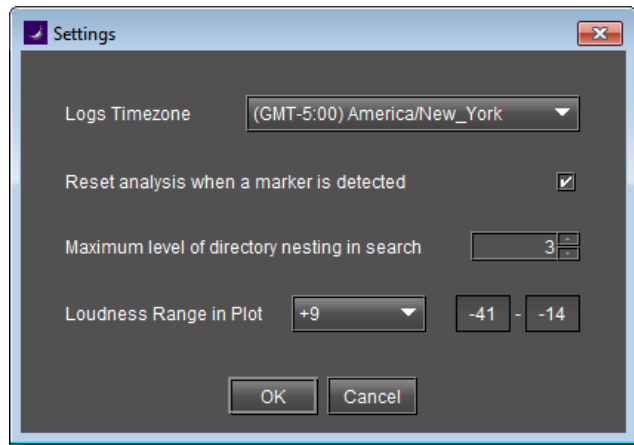 Settings
Logs Timezone (GMT-5:00) America/New_York
Reset analysis when a marker is detected
Maximum level of directory nesting in search 3
Loudness Range in Plot +9 -41 - -14
OK Cancel